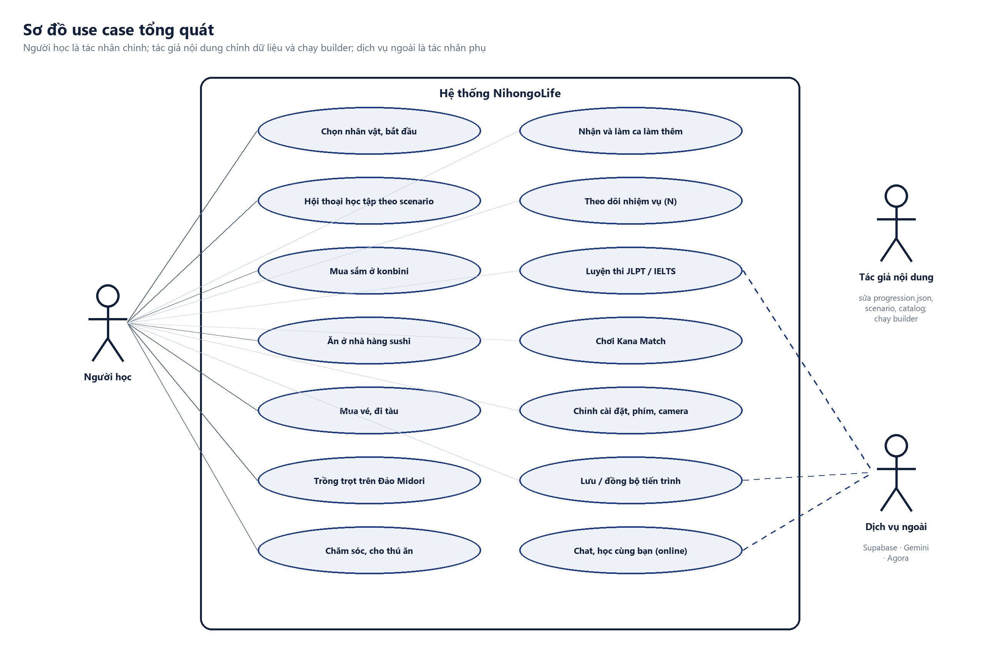 Sơ đồ use case tổng quát
Người học là tác nhân chính; tác giả nội dung chỉnh dữ liệu và chạy builder; dịch vụ ngoài là tác nhân phụ
Hệ thống NihongoLife
Chọn nhân vật, bắt đầu
Nhận và làm ca làm thêm
Hội thoại học tập theo scenario
Theo dõi nhiệm vụ (N)
Mua sắm ở konbini
Luyện thi JLPT / IELTS
Ăn ở nhà hàng sushi
Chơi Kana Match
Mua vé, đi tàu
Chỉnh cài đặt, phím, camera
Trồng trọt trên Đảo Midori
Lưu / đồng bộ tiến trình
Chăm sóc, cho thú ăn
Chat, học cùng bạn (online)
Người học
Tác giả nội dung
sửa progression.json,
scenario, catalog;
chạy builder
Dịch vụ ngoài
Supabase · Gemini
· Agora